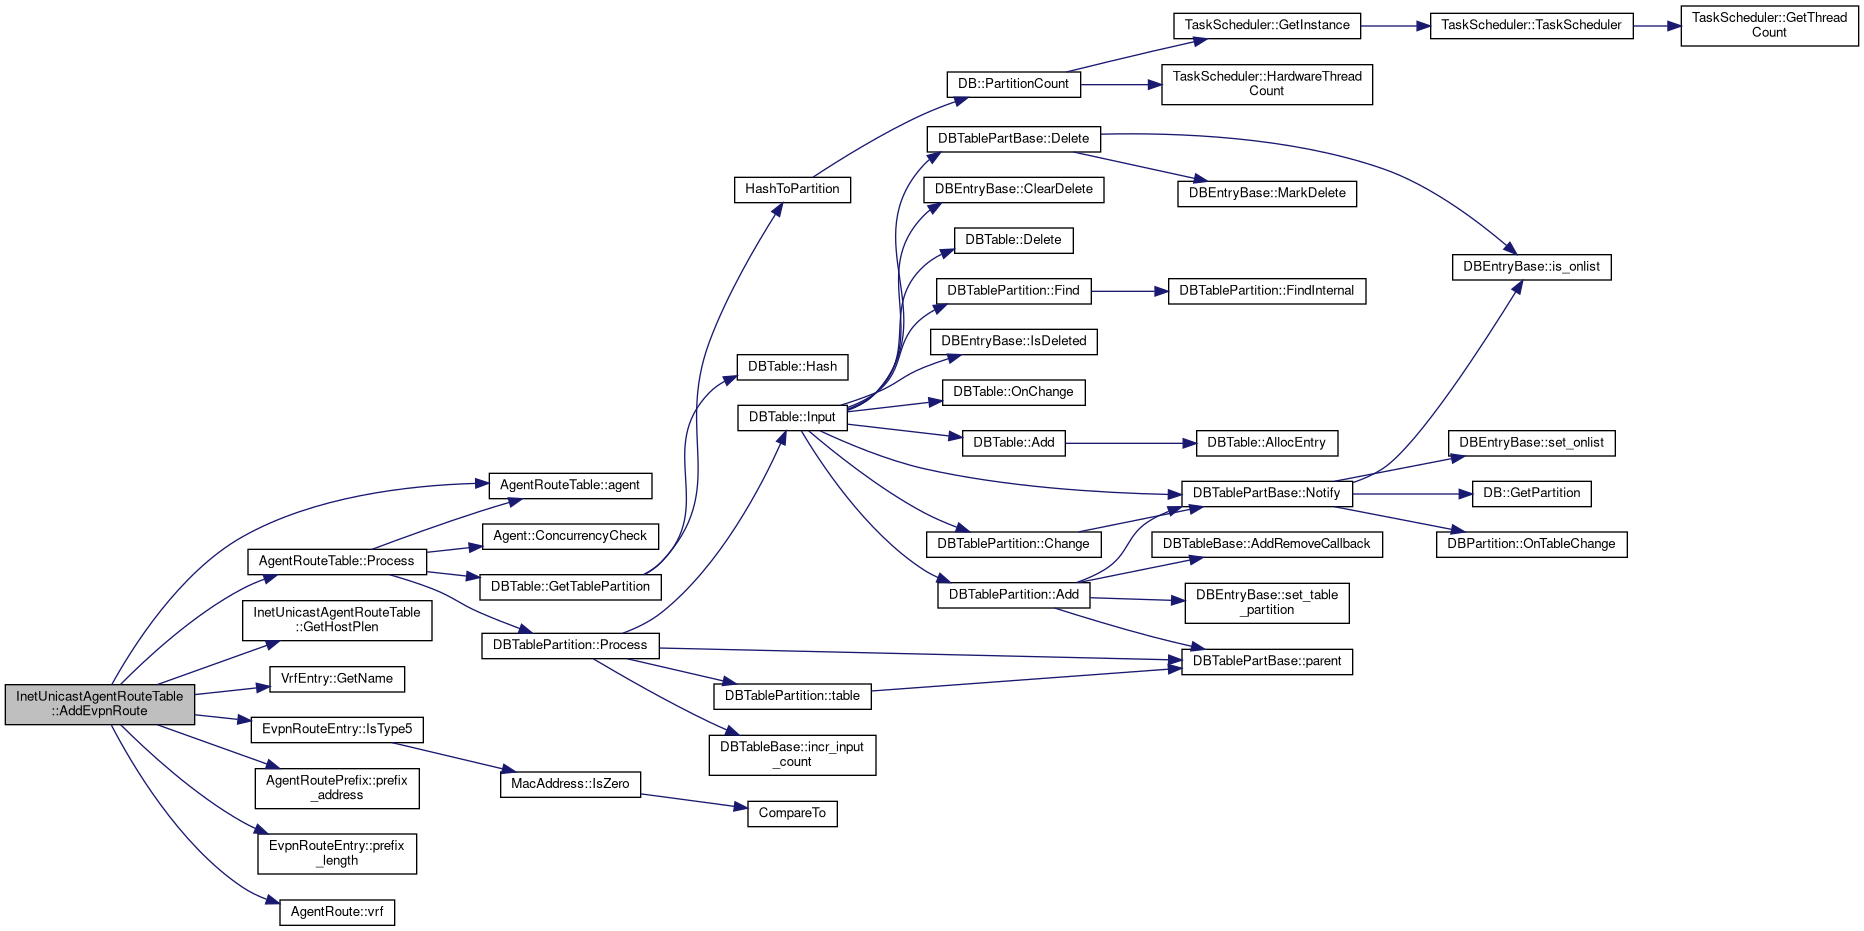 InetUnicastAgentRouteTable
::AddEvpnRoute
AgentRouteTable::agent
AgentRouteTable::Process
Agent::ConcurrencyCheck
DBTable::GetTablePartition
DBTablePartition::Process
InetUnicastAgentRouteTable
::GetHostPlen
VrfEntry::GetName
EvpnRouteEntry::IsType5
AgentRoutePrefix::prefix
_address
EvpnRouteEntry::prefix
_length
AgentRoute::vrf
MacAddress::IsZero
CompareTo
HashToPartition
DBTable::Hash
DBTable::Input
DBTablePartition::table
DBTableBase::incr_input
_count
DB::PartitionCount
TaskScheduler::GetInstance
TaskScheduler::TaskScheduler
TaskScheduler::GetThread
Count
TaskScheduler::HardwareThread
Count
DBTablePartBase::Delete
DBEntryBase::MarkDelete
DBEntryBase::is_onlist
DBEntryBase::ClearDelete
DBTable::Delete
DBTablePartition::Find
DBTablePartition::FindInternal
DBEntryBase::IsDeleted
DBTable::OnChange
DBTable::Add
DBTable::AllocEntry
DBTablePartBase::Notify
DBEntryBase::set_onlist
DB::GetPartition
DBPartition::OnTableChange
DBTablePartition::Change
DBTablePartition::Add
DBTableBase::AddRemoveCallback
DBEntryBase::set_table
_partition
DBTablePartBase::parent